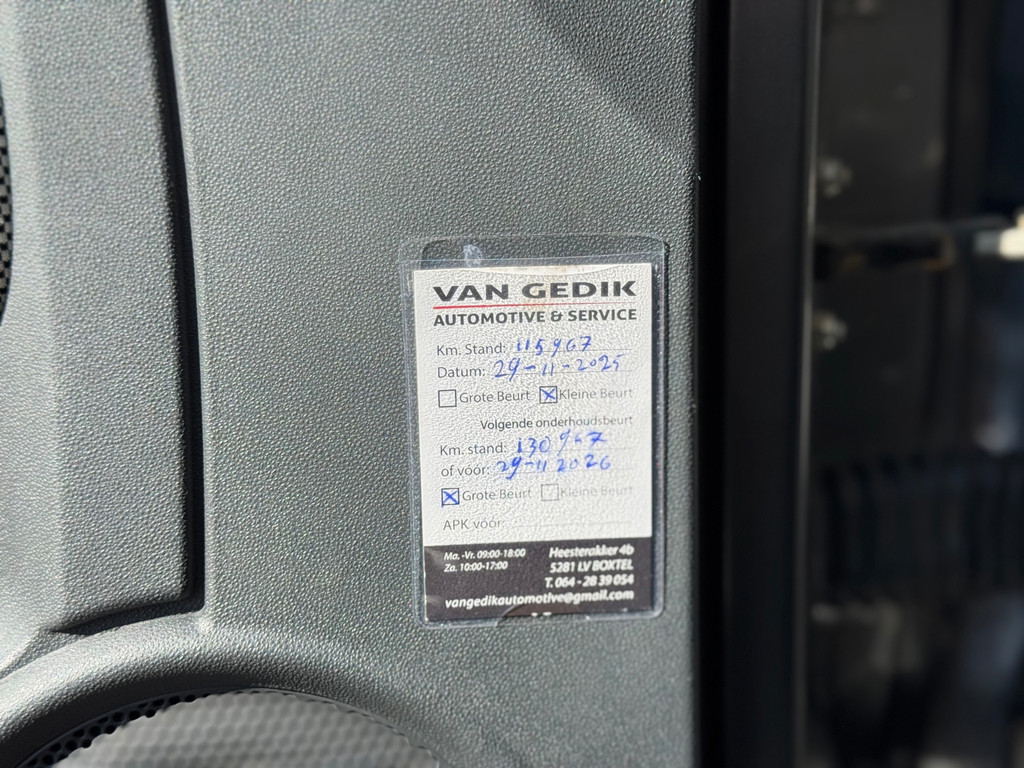 VAN GEDIK
AUTOMOTIVE & SERVICE
Km. Stand: 115967
Datum: 29-11-2025
Grote Beurt Kleine Beurt
Volgende onderhoudsbeurt
Km. stand: 130967
of vóór: 29-11 2026
Grote Beurt Kleine Beurt
APK vóór:
Ma. -Vr. 09:00-18:00 Heesterakker 4b
Za. 10:00-17:00 5281 LV BOXTEL
T. 064 - 28 39 054
vangedikautomotive@gmail.com